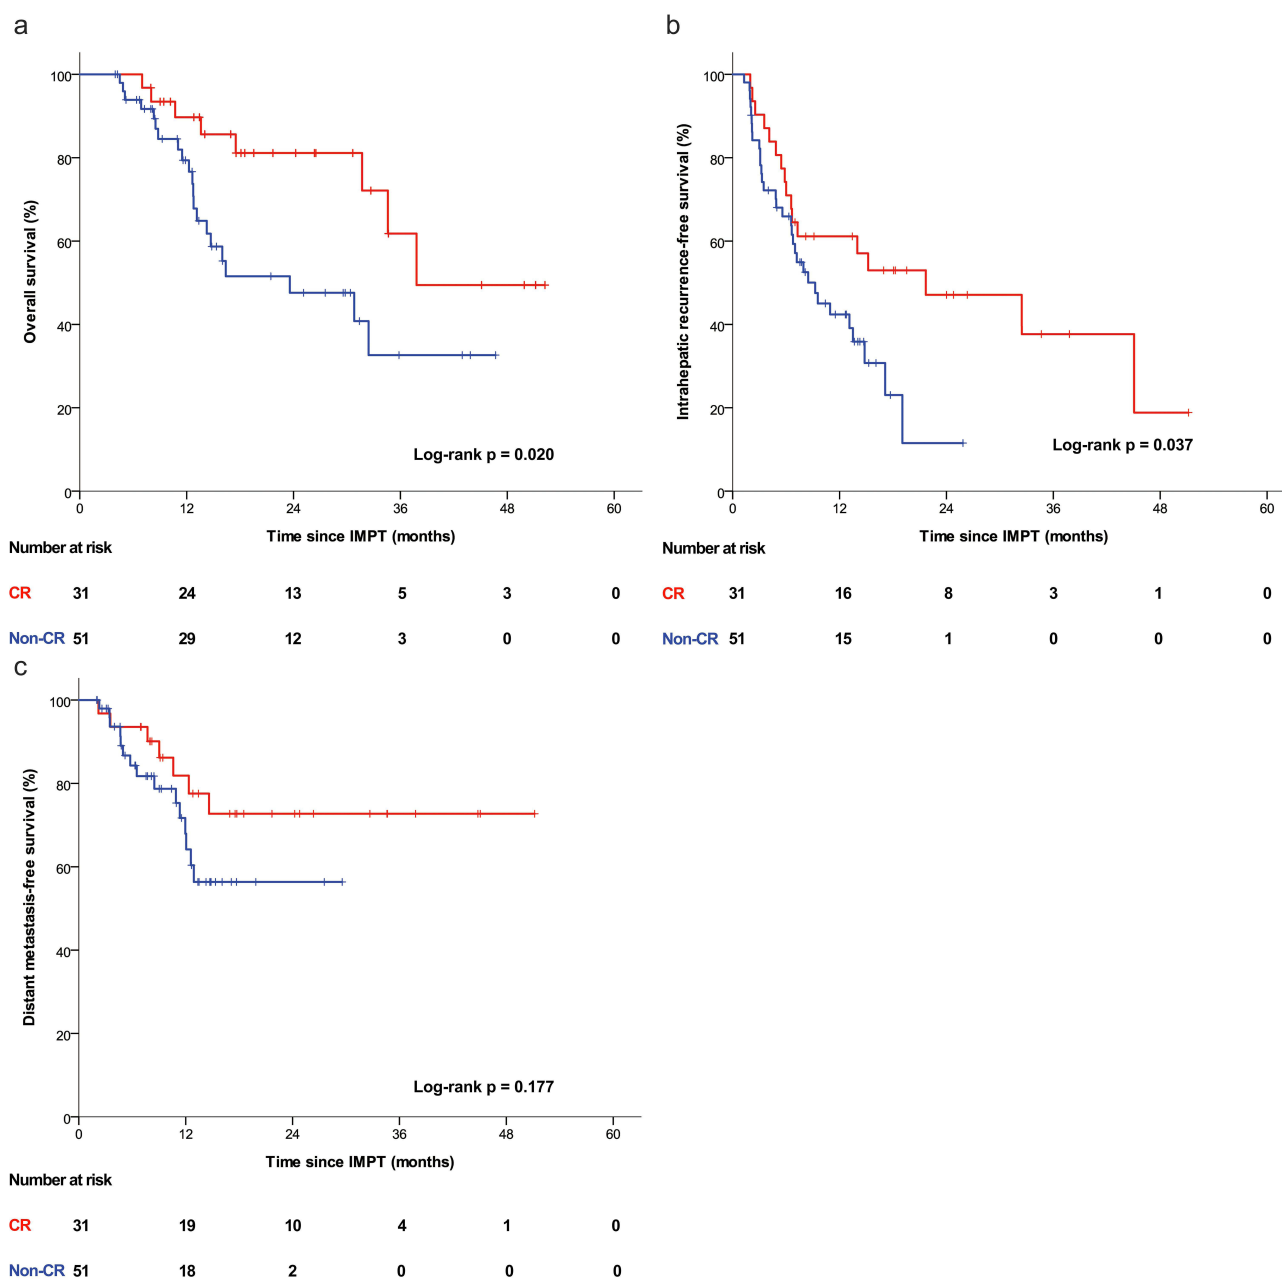 a
Overall survival (%)
100
80
60
40
20
0
0 12 24 36 48 60
Log-rank p = 0.020
Time since IMPT (months)
Number at risk
CR 31 24 13 5 3 0
Non-CR 51 29 12 3 0 0
b
Intrahepatic recurrence-free survival (%)
100
80
60
40
20
0
0 12 24 36 48 60
Log-rank p = 0.037
Time since IMPT (months)
Number at risk
CR 31 16 8 3 1 0
Non-CR 51 15 1 0 0 0
c
Distant metastasis-free survival (%)
100
80
60
40
20
0
0 12 24 36 48 60
Log-rank p = 0.177
Time since IMPT (months)
Number at risk
CR 31 19 10 4 1 0
Non-CR 51 18 2 0 0 0